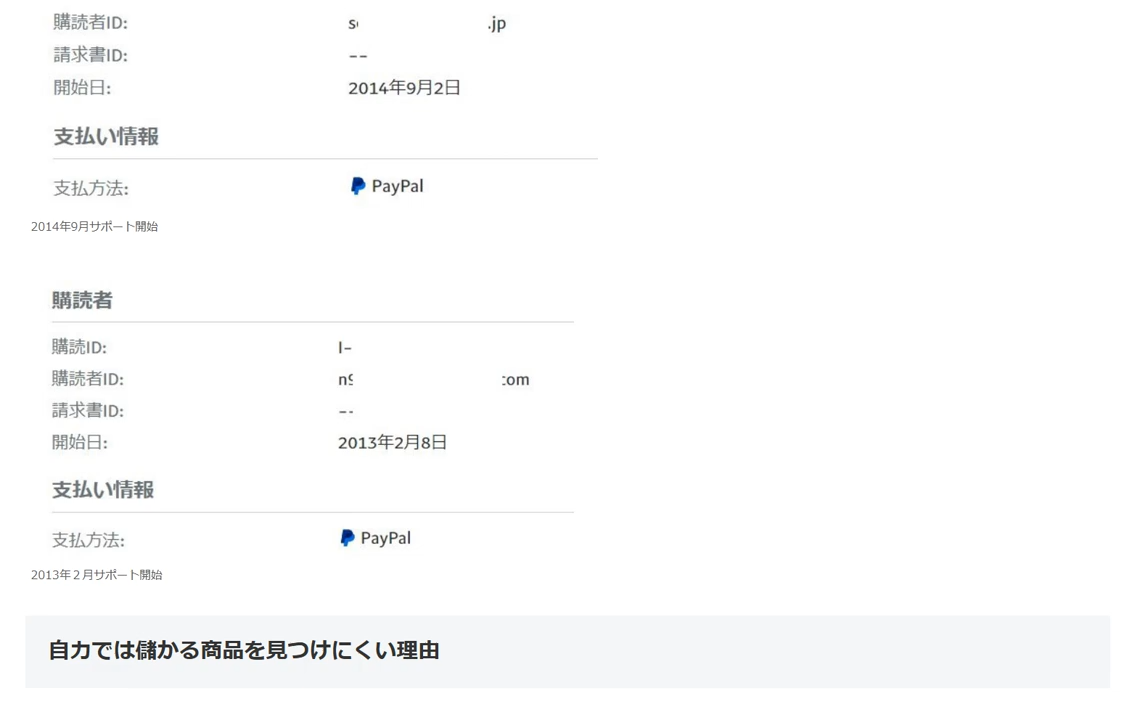 購読者ID: s .jp
請求書ID: --
開始日: 2014年9月2日
支払い情報
支払方法: PayPal
2014年9月サポート開始
購読者
購読ID: I-
購読者ID: n9 .com
請求書ID: --
開始日: 2013年2月8日
支払い情報
支払方法: PayPal
2013年２月サポート開始
自力では儲かる商品を見つけにくい理由